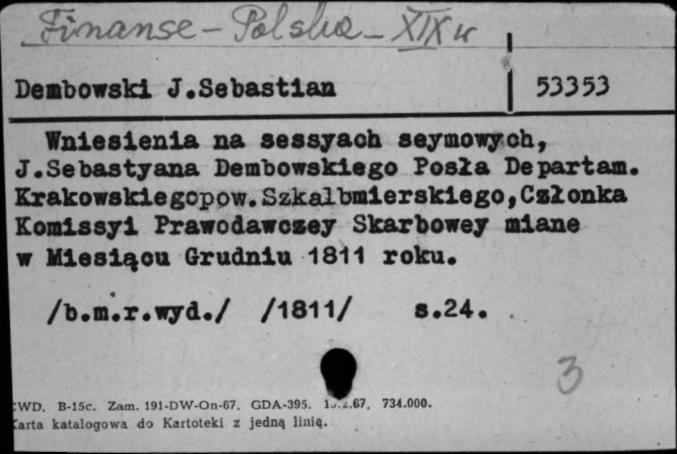 Finanse - Polska - XIX w
Dembowski J.Sebastian 53353
Wniesienia na sessyach seymowych,
J.Sebastyana Dembowskiego Posła Departam.
Krakowskiegopow.Szkalbmierskiego,Członka
Komissyi Prawodawczey Skarbowey miane
w Miesiącu Grudniu 1811 roku.
/b.m.r.wyd./ /1811/ s.24.
3
WD. B-15c. Zam. 191-DW-On-67. GDA-395. .67. 734.000.
Karta katalogowa do Kartoteki z jedną linią.